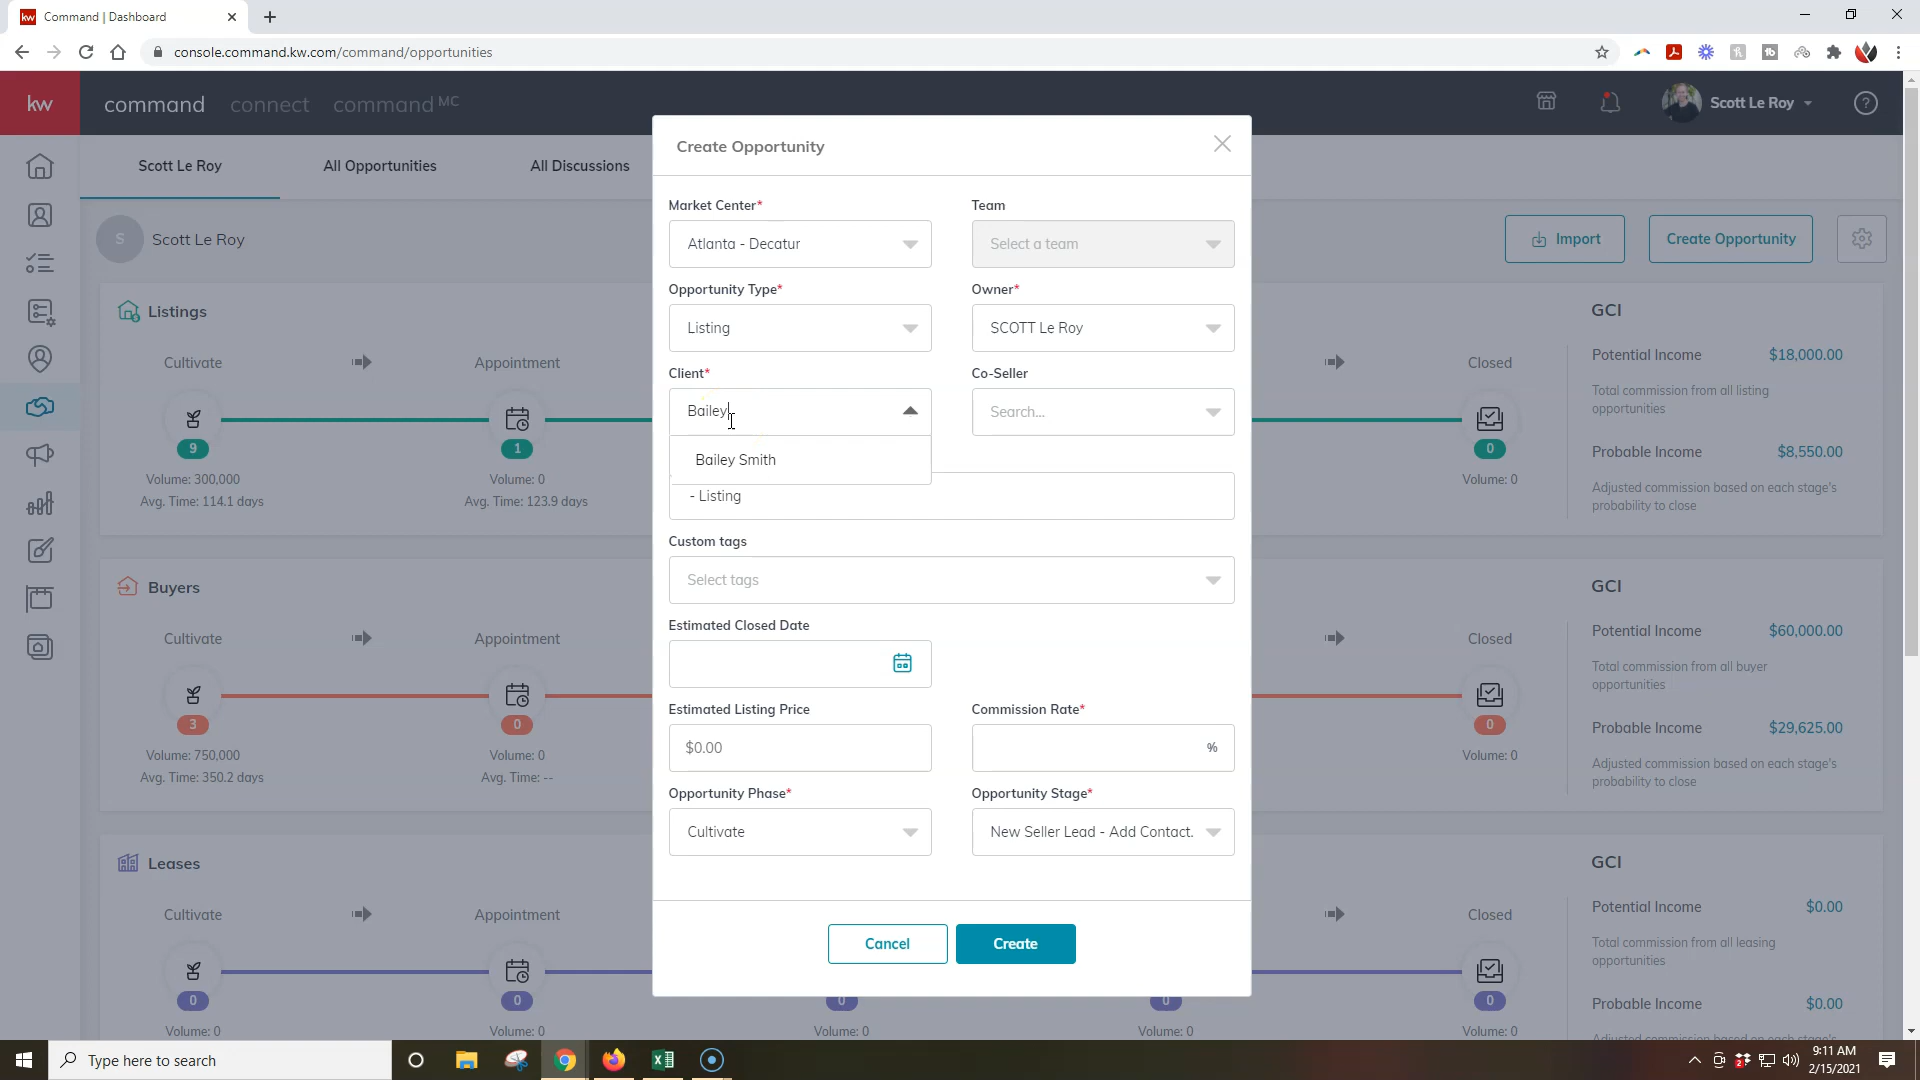 Command | Dashboard
console.command.kw.com/command/opportunities
kw
command connect command MC
Scott Le Roy
Scott Le Roy All Opportunities All Discussions
S Scott Le Roy
Import
Create Opportunity
Create Opportunity
Market Center*
Atlanta - Decatur
Team
Select a team
Opportunity Type*
Listing
Owner*
SCOTT Le Roy
Client*
Bailey
Bailey Smith
Co-Seller
Search...
- Listing
Custom tags
Select tags
Estimated Closed Date
Estimated Listing Price
$0.00
Commission Rate*
%
Opportunity Phase*
Cultivate
Opportunity Stage*
New Seller Lead - Add Contact.
Cancel
Create
Listings
Cultivate
9
Volume: 300,000
Avg. Time: 114.1 days
Appointment
1
Volume: 0
Avg. Time: 123.9 days
Closed
0
Volume: 0
GCI
Potential Income $18,000.00
Total commission from all listing
opportunities
Probable Income $8,550.00
Adjusted commission based on each stage's
probability to close
Buyers
Cultivate
3
Volume: 750,000
Avg. Time: 350.2 days
Appointment
0
Volume: 0
Avg. Time: --
Closed
0
Volume: 0
GCI
Potential Income $60,000.00
Total commission from all buyer
opportunities
Probable Income $29,625.00
Adjusted commission based on each stage's
probability to close
Leases
Cultivate
0
Volume: 0
Appointment
0
Volume: 0
0
Volume: 0
0
Volume: 0
Closed
0
Volume: 0
GCI
Potential Income $0.00
Total commission from all leasing
opportunities
Probable Income $0.00
Adjusted commission based on each stage's
Type here to search
9:11 AM
2/15/2021